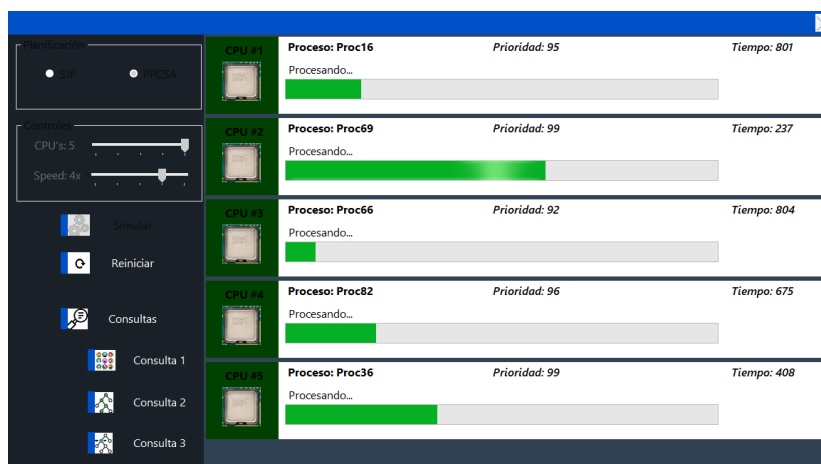 Planificación
SJF
PPCSA
Controles
CPU's: 5
Speed: 4x
Simular
Reiniciar
Consultas
Consulta 1
Consulta 2
Consulta 3
CPU #1
Proceso: Proc16 Prioridad: 95 Tiempo: 801
Procesando...
CPU #2
Proceso: Proc69 Prioridad: 99 Tiempo: 237
Procesando...
CPU #3
Proceso: Proc66 Prioridad: 92 Tiempo: 804
Procesando...
CPU #4
Proceso: Proc82 Prioridad: 96 Tiempo: 675
Procesando...
CPU #5
Proceso: Proc36 Prioridad: 99 Tiempo: 408
Procesando...